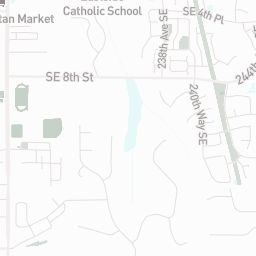 Catholic School
tan Market
SE 4th Pl
238th Ave SE
SE 8th St
244th
240th Way SE